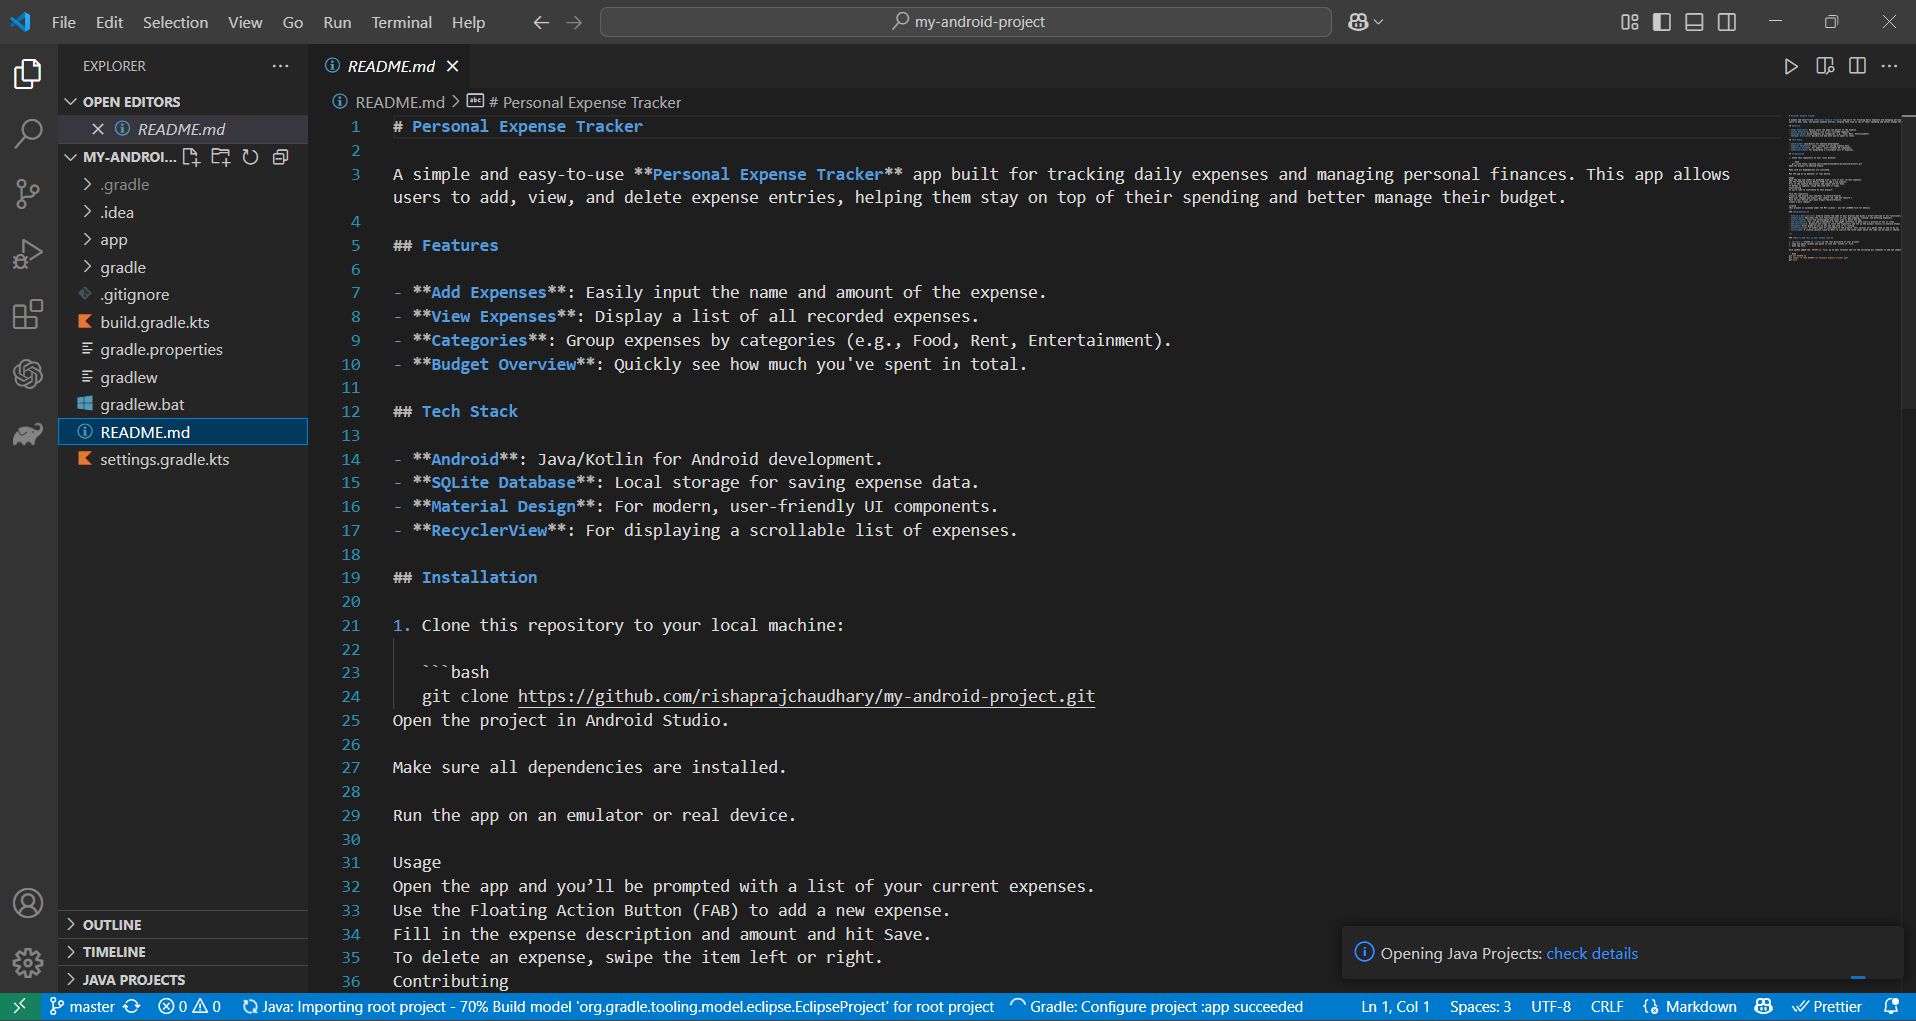 File Edit Selection View Go Run Terminal Help
my-android-project
EXPLORER
OPEN EDITORS
README.md
MY-ANDROI...
.gradle
.idea
app
gradle
.gitignore
build.gradle.kts
gradle.properties
gradlew
gradlew.bat
README.md
settings.gradle.kts
OUTLINE
TIMELINE
JAVA PROJECTS
README.md
README.md > # Personal Expense Tracker
1 # Personal Expense Tracker
2
3 A simple and easy-to-use **Personal Expense Tracker** app built for tracking daily expenses and managing personal finances. This app allows
users to add, view, and delete expense entries, helping them stay on top of their spending and better manage their budget.
4
5 ## Features
6
7 - **Add Expenses**: Easily input the name and amount of the expense.
8 - **View Expenses**: Display a list of all recorded expenses.
9 - **Categories**: Group expenses by categories (e.g., Food, Rent, Entertainment).
10 - **Budget Overview**: Quickly see how much you've spent in total.
11
12 ## Tech Stack
13
14 - **Android**: Java/Kotlin for Android development.
15 - **SQLite Database**: Local storage for saving expense data.
16 - **Material Design**: For modern, user-friendly UI components.
17 - **RecyclerView**: For displaying a scrollable list of expenses.
18
19 ## Installation
20
21 1. Clone this repository to your local machine:
22
23 ```bash
24 git clone https://github.com/rishaprajchaudhary/my-android-project.git
25 Open the project in Android Studio.
26
27 Make sure all dependencies are installed.
28
29 Run the app on an emulator or real device.
30
31 Usage
32 Open the app and you’ll be prompted with a list of your current expenses.
33 Use the Floating Action Button (FAB) to add a new expense.
34 Fill in the expense description and amount and hit Save.
35 To delete an expense, swipe the item left or right.
36 Contributing
Opening Java Projects: check details
master 0 0 Java: Importing root project - 70% Build model 'org.gradle.tooling.model.eclipse.EclipseProject' for root project Gradle: Configure project :app succeeded Ln 1, Col 1 Spaces: 3 UTF-8 CRLF Markdown Prettier